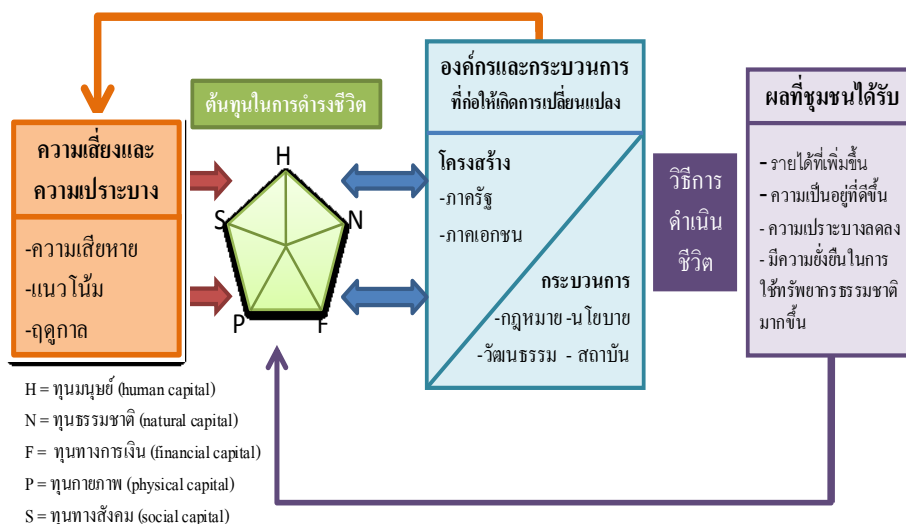 ความเสี่ยงและ
ความเปราะบาง
-ความเสียหาย
-แนวโน้ม
-ฤดูกาล
ต้นทุนในการดำรงชีวิต
H
S
N
P
F
องค์กรและกระบวนการ
ที่ก่อให้เกิดการเปลี่ยนแปลง
โครงสร้าง
-ภาครัฐ
-ภาคเอกชน
กระบวนการ
-กฎหมาย -นโยบาย
-วัฒนธรรม - สถาบัน
วิธีการ
ดำเนิน
ชีวิต
ผลที่ชุมชนได้รับ
- รายได้ที่เพิ่มขึ้น
- ความเป็นอยู่ที่ดีขึ้น
- ความเปราะบางลดลง
- มีความยั่งยืนในการ
ใช้ทรัพยากรธรรมชาติ
มากขึ้น
H = ทุนมนุษย์ (human capital)
N = ทุนธรรมชาติ (natural capital)
F = ทุนทางการเงิน (financial capital)
P = ทุนกายภาพ (physical capital)
S = ทุนทางสังคม (social capital)